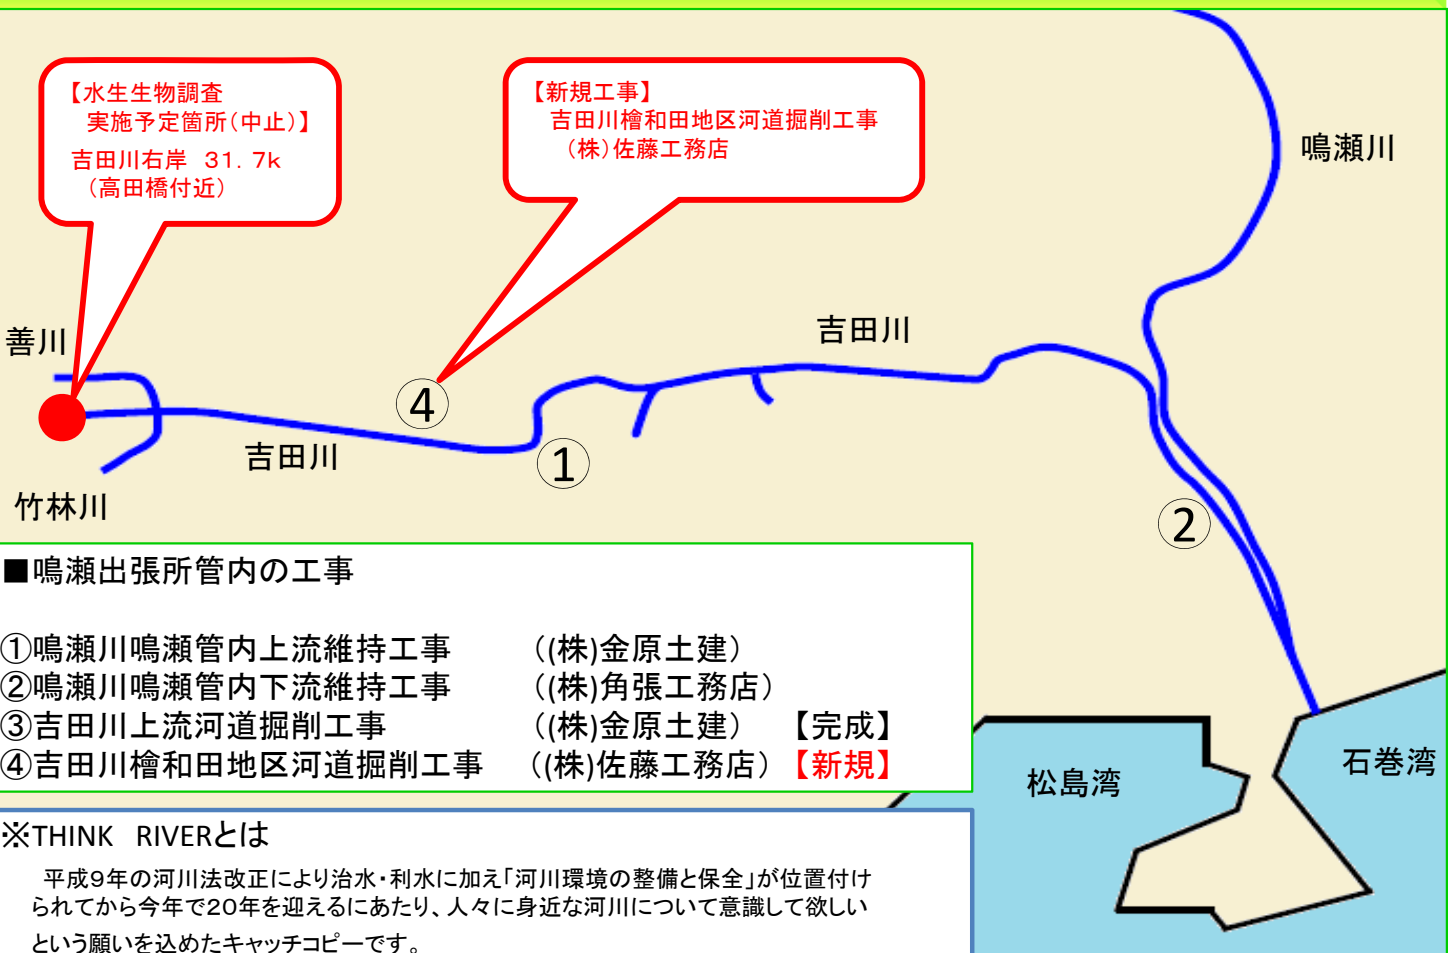 【水生生物調査
実施予定箇所(中止)】
吉田川右岸 31.7k
(高田橋付近)
【新規工事】
吉田川檜和田地区河道掘削工事
(株)佐藤工務店
鳴瀬川
善川
吉田川
④
吉田川
①
竹林川
②
■鳴瀬出張所管内の工事
①鳴瀬川鳴瀬管内上流維持工事 ((株)金原土建)
②鳴瀬川鳴瀬管内下流維持工事 ((株)角張工務店)
③吉田川上流河道掘削工事 ((株)金原土建) 【完成】
④吉田川檜和田地区河道掘削工事 ((株)佐藤工務店) 【新規】
松島湾
石巻湾
※THINK RIVERとは
平成9年の河川法改正により治水・利水に加え「河川環境の整備と保全」が位置付け
られてから今年で20年を迎えるにあたり、人々に身近な河川について意識して欲しい
という願いを込めたキャッチコピーです。